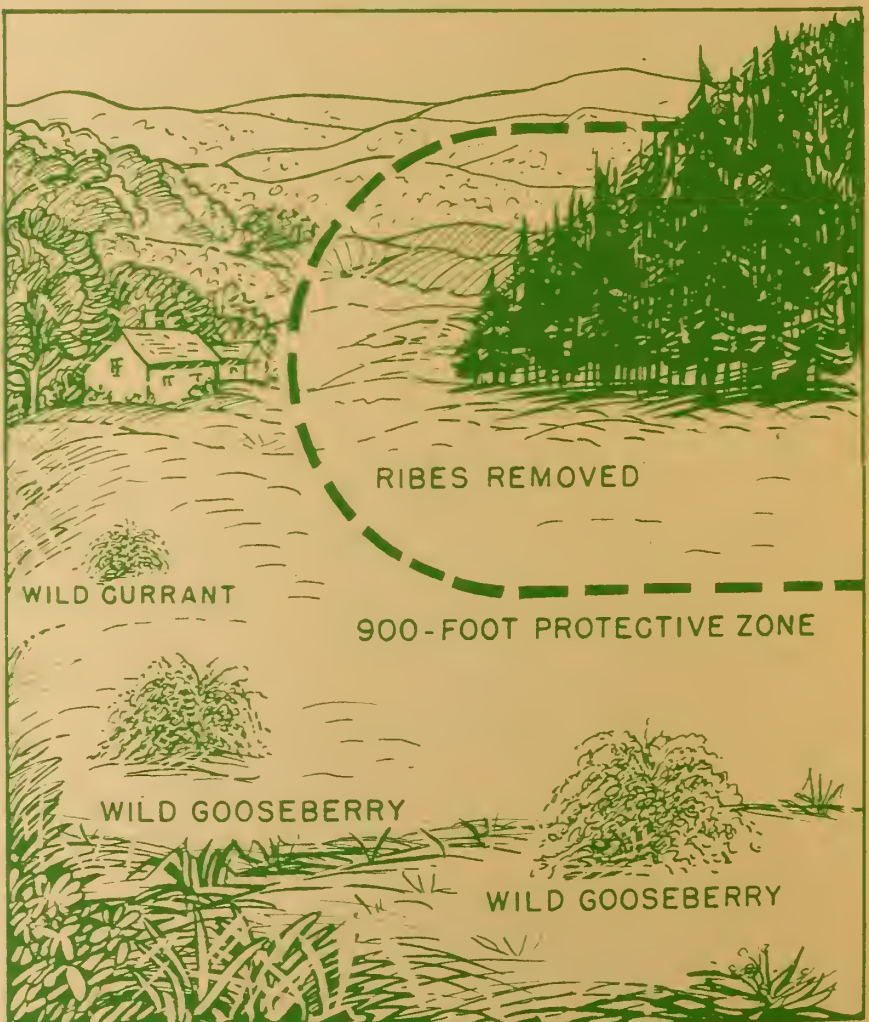 RIBES REMOVED
WILD CURRANT
900-FOOT PROTECTIVE ZONE
WILD GOOSEBERRY
WILD GOOSEBERRY